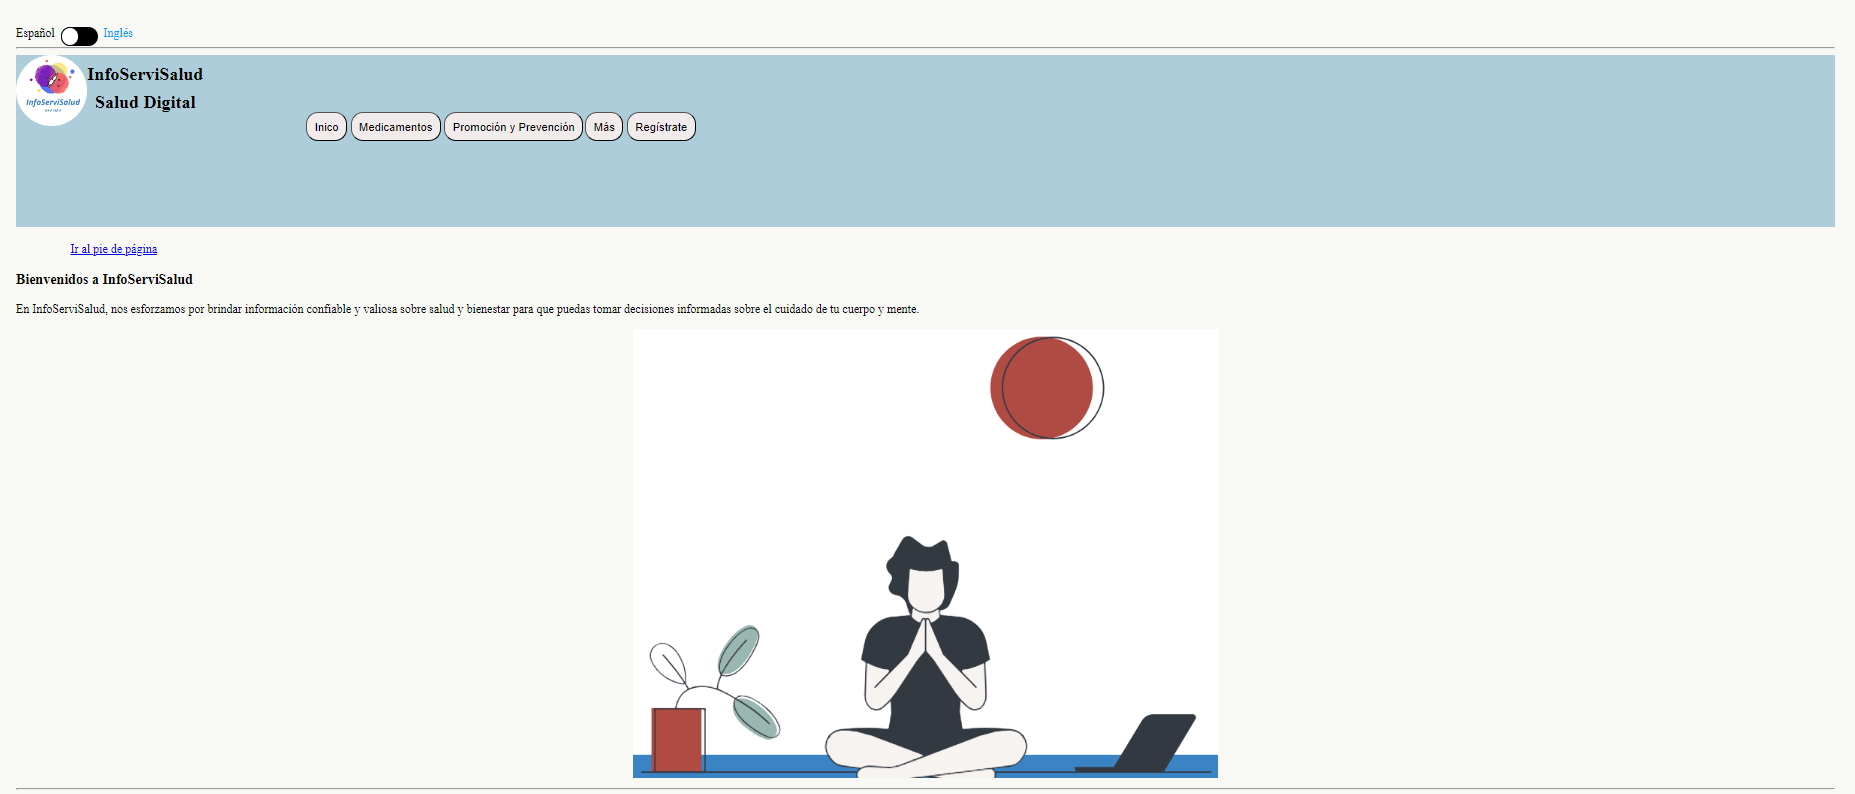 Español Inglés
InfoServiSalud
InfoServiSalud
Salud Digital
Inico Medicamentos Promoción y Prevención Más Regístrate
Ir al pie de página
Bienvenidos a InfoServiSalud
En InfoServiSalud, nos esforzamos por brindar información confiable y valiosa sobre salud y bienestar para que puedas tomar decisiones informadas sobre el cuidado de tu cuerpo y mente.